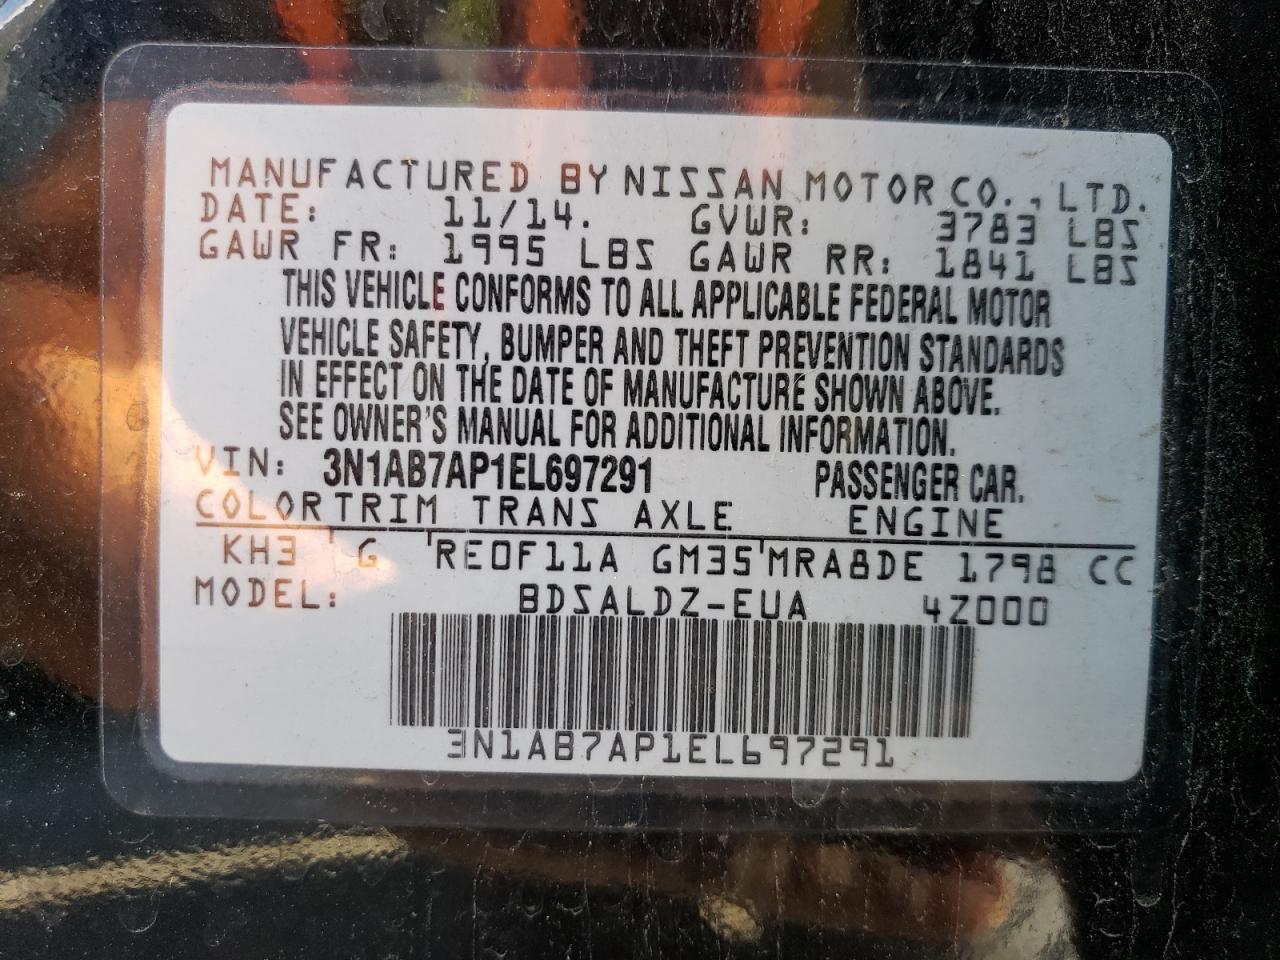 MANUFACTURED BY NISSAN MOTOR CO., LTD.
DATE: 11/14. GVWR: 3783 LBS
GAWR FR: 1995 LBS GAWR RR: 1841 LBS
THIS VEHICLE CONFORMS TO ALL APPLICABLE FEDERAL MOTOR
VEHICLE SAFETY, BUMPER AND THEFT PREVENTION STANDARDS
IN EFFECT ON THE DATE OF MANUFACTURE SHOWN ABOVE.
SEE OWNER'S MANUAL FOR ADDITIONAL INFORMATION.
VIN: 3N1AB7AP1EL697291 PASSENGER CAR.
COLOR TRIM TRANS AXLE ENGINE
KH3 ' G 'RE0F11A GM35'MRA8DE 1798 CC
MODEL: BDSALDZ-EUA 4Z000
3N1AB7AP1EL697291